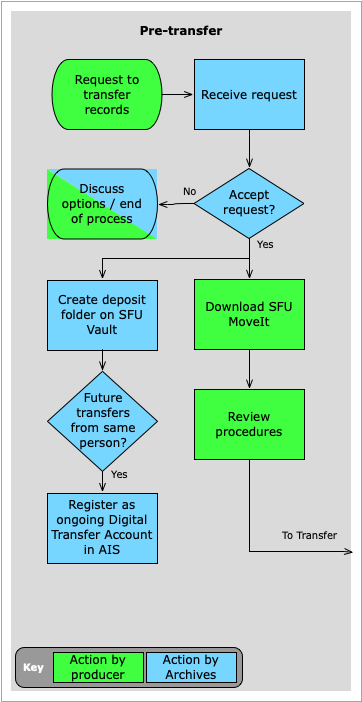 Pre-transfer
Request to
transfer
records
Receive request
Discuss
options / end
of process
No
Accept
request?
Yes
Create deposit
folder on SFU
Vault
Download SFU
MoveIt
Future
transfers
from same
person?
Review
procedures
Yes
Register as
ongoing Digital
Transfer Account
in AIS
To Transfer
Key
Action by
producer
Action by
Archives